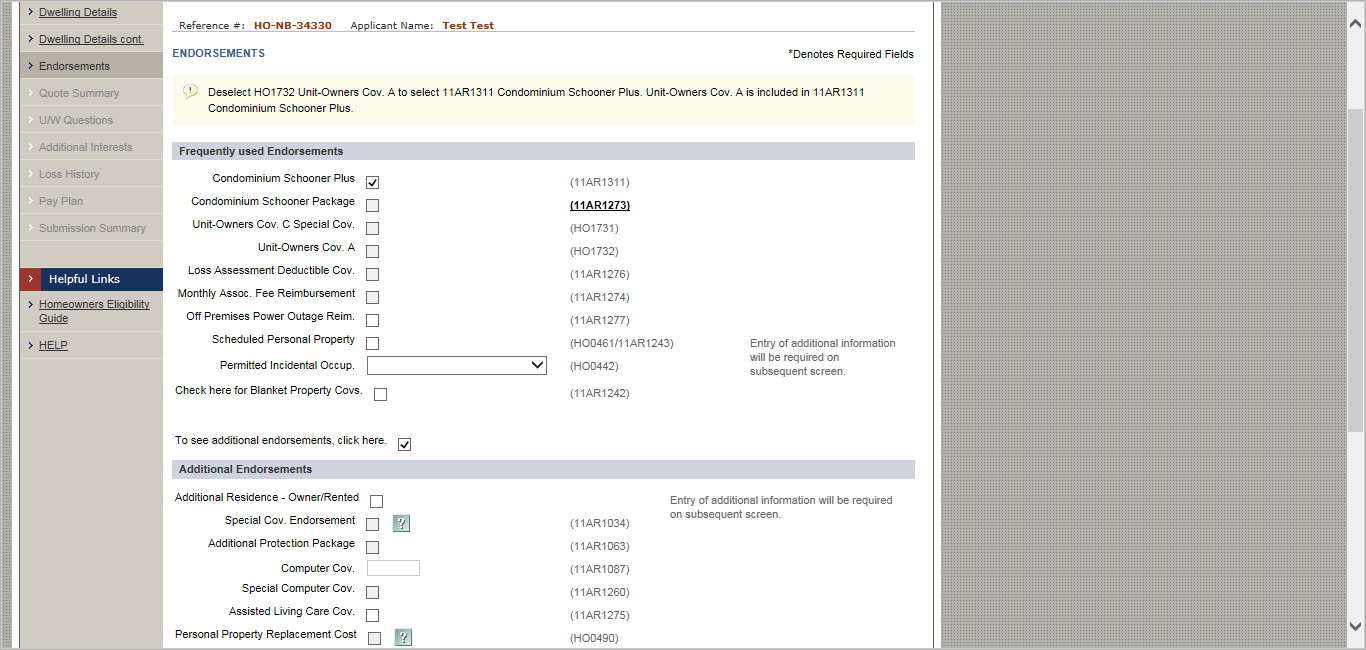 Dwelling Details
Dwelling Details cont.
Endorsements
Quote Summary
U/W Questions
Additional Interests
Loss History
Pay Plan
Submission Summary
Helpful Links
Homeowners Eligibility
Guide
HELP
Reference #: HO-NB-34330 Applicant Name: Test Test
ENDORSEMENTS
*Denotes Required Fields
Deselect HO1732 Unit-Owners Cov. A to select 11AR1311 Condominium Schooner Plus. Unit-Owners Cov. A is included in 11AR1311
Condominium Schooner Plus.
Frequently used Endorsements
Condominium Schooner Plus (11AR1311)
Condominium Schooner Package (11AR1273)
Unit-Owners Cov. C Special Cov. (HO1731)
Unit-Owners Cov. A (HO1732)
Loss Assessment Deductible Cov. (11AR1276)
Monthly Assoc. Fee Reimbursement (11AR1274)
Off Premises Power Outage Reim. (11AR1277)
Scheduled Personal Property (HO0461/11AR1243) Entry of additional information
will be required on
subsequent screen.
Permitted Incidental Occup. (HO0442)
Check here for Blanket Property Covs. (11AR1242)
To see additional endorsements, click here.
Additional Endorsements
Additional Residence - Owner/Rented Entry of additional information will be required
on subsequent screen.
Special Cov. Endorsement ? (11AR1034)
Additional Protection Package (11AR1063)
Computer Cov. (11AR1087)
Special Computer Cov. (11AR1260)
Assisted Living Care Cov. (11AR1275)
Personal Property Replacement Cost ? (HO0490)